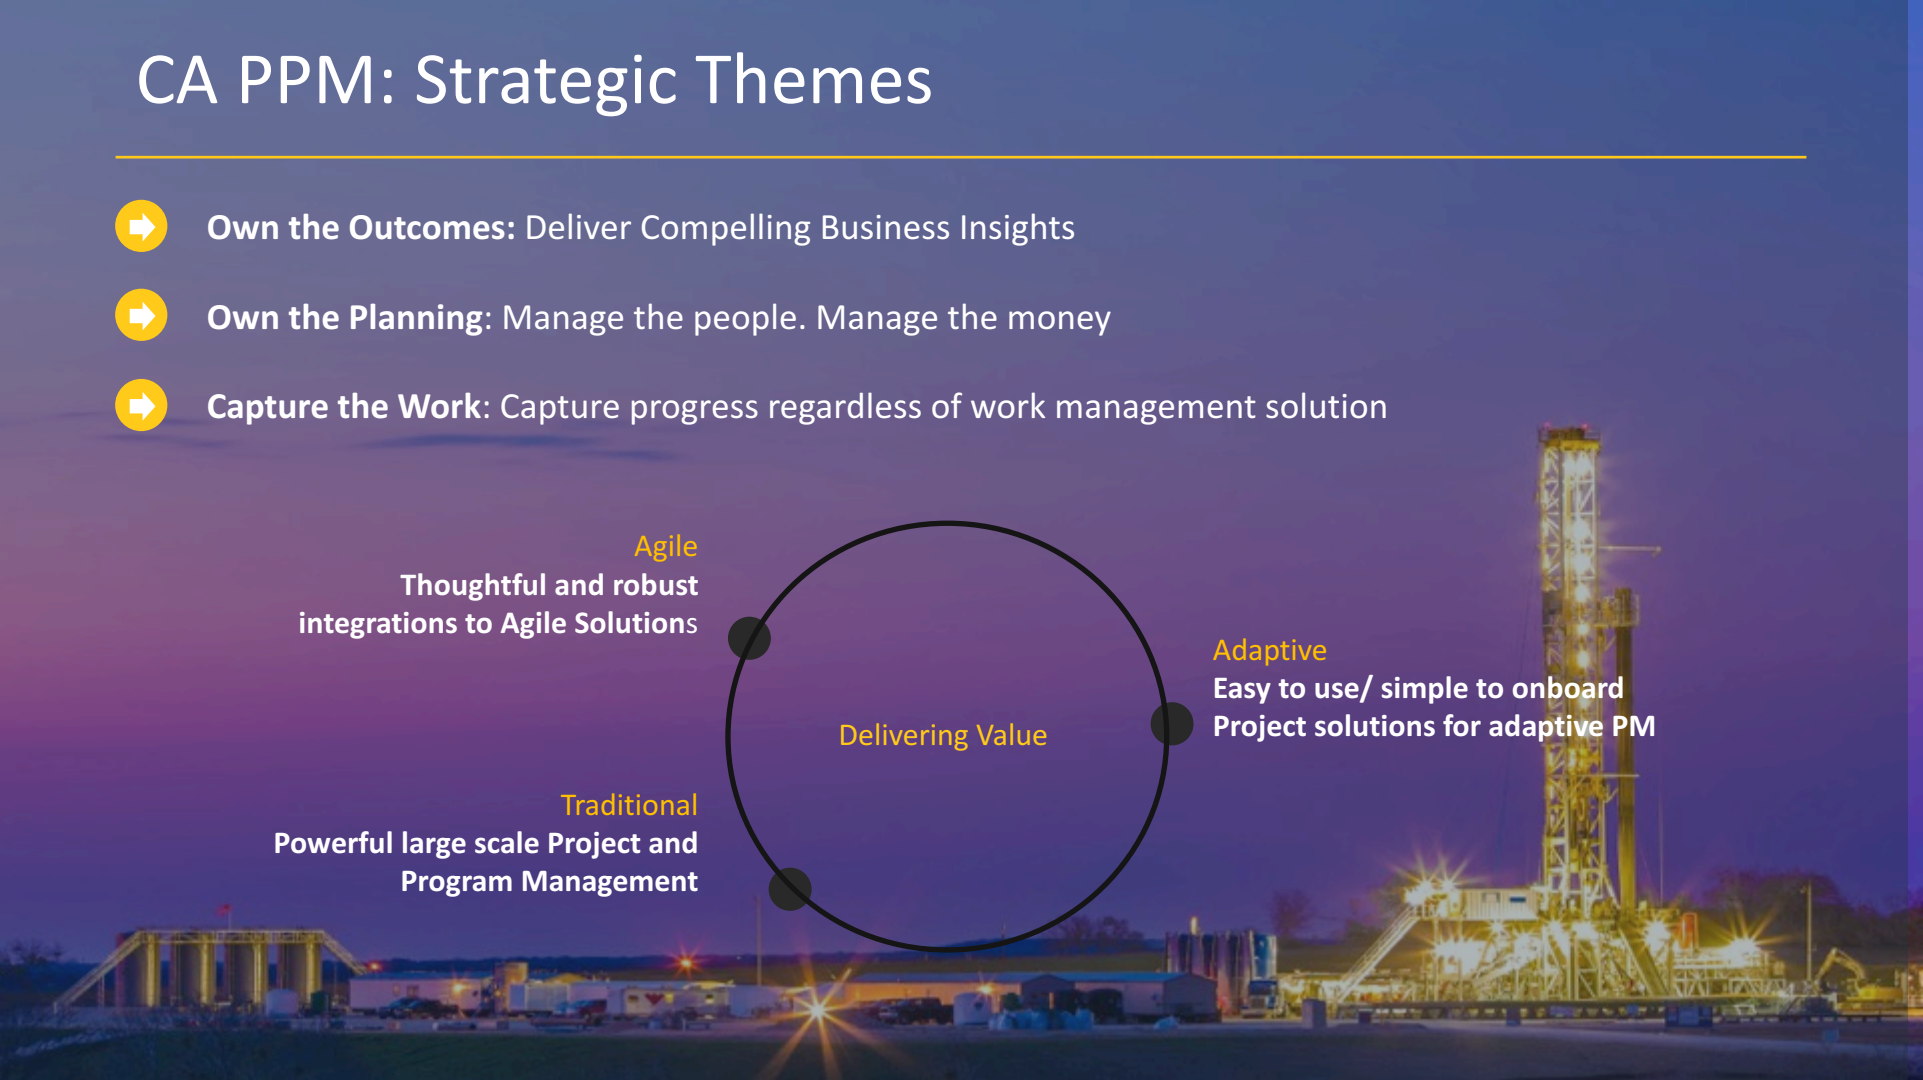 CA PPM: Strategic Themes
Own the Outcomes: Deliver Compelling Business Insights
Own the Planning: Manage the people. Manage the money
Capture the Work: Capture progress regardless of work management solution
Agile
Thoughtful and robust
integrations to Agile Solutions
Adaptive
Easy to use/ simple to onboard
Project solutions for adaptive PM
Delivering Value
Traditional
Powerful large scale Project and
Program Management